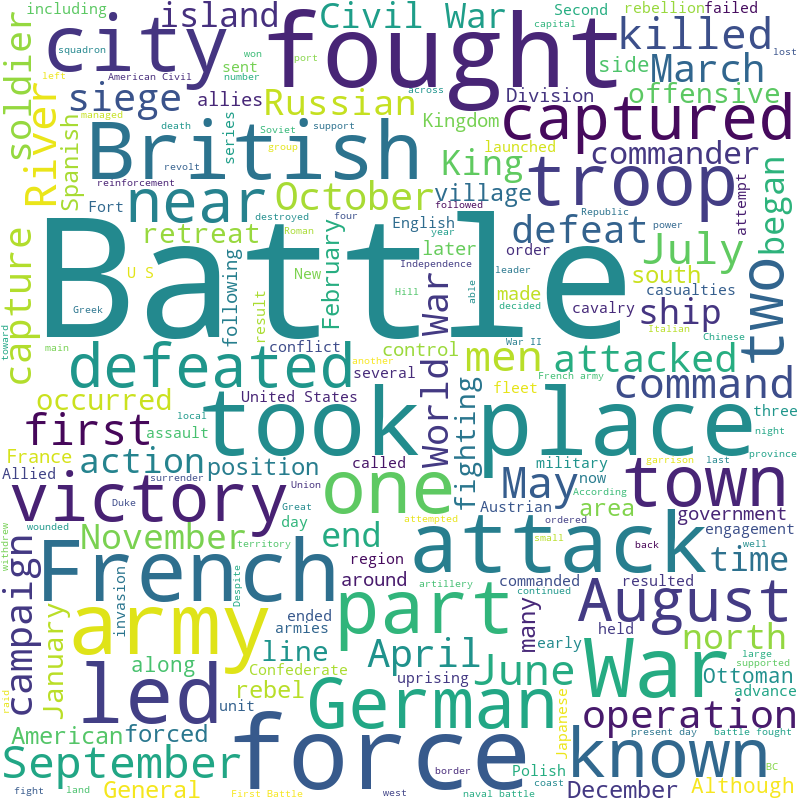 including
squadron
won
island
capital
port
Civil War
Second
rebellion
failed
killed
lost
city
fought
left
American Civil
number
sent
across
side
March
managed
siege
allies
Russian
Division
offensive
soldier
River
Spanish
British
death
support
series
Soviet
revolt
group
Kingdom
launched
captured
commander
reinforcement
near
October
King
village
troop
attempt
began
Fort
destroyed
four
followed
Republic
power
retreat
Roman
English
year
later
order
defeat
July
following
February
U S
New
Independence
leader
able
south
two
Battle
Greek
Hill
decided
made
casualties
ship
capture
result
cavalry
War II
Italian
Chinese
toward
main
conflict
control
World War
men
attacked
defeated
another
several
French army
command
occurred
fleet
United States
three
first
local
took place
night
assault
fighting
France
action
position
called
military
garrison
last
province
Allied
surrender
Union
now
According
town
victory
one
May
Duke
Great
Austrian
area
government
wounded
November
day
end
attempted
ordered
small
engagement
withdrew
territory
attack
back
well
time
French
region
campaign
invasion
Despite
around
artillery
commanded
resulted
part
continued
August
army
January
ended
armies
many
early
held
north
along
line
April
uprising
June
War
large
supported
Confederate
Ottoman
led
rebel
unit
German
Japanese
advance
raid
operation
American
forced
force
known
present day
battle fought
September
border
Polish
BC
fight
land
General
First Battle
west
naval battle
coast
December
Although